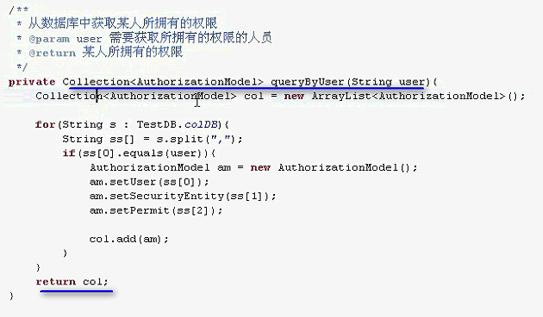 /**
 * 从数据库中获取某人所拥有的权限
 * @param user 需要获取所拥有的权限的人员
 * @return 某人所拥有的权限
 */
private Collection<AuthorizationModel> queryByUser(String user){
    Collection<AuthorizationModel> col = new ArrayList<AuthorizationModel>();

    for(String s : TestDB.colDB){
        String ss[] = s.split(",");
        if(ss[0].equals(user)){
            AuthorizationModel am = new AuthorizationModel();
            am.setUser(ss[0]);
            am.setSecurityEntity(ss[1]);
            am.setPermit(ss[2]);

            col.add(am);
        }
    }
    return col;
}